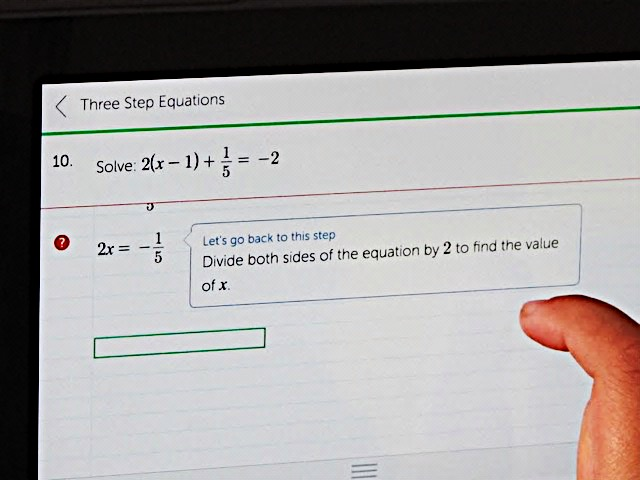 Three Step Equations
10. Solve: 2(x − 1) + 1/5 = −2
5
? 2x = − 1/5
Let's go back to this step
Divide both sides of the equation by 2 to find the value
of x.